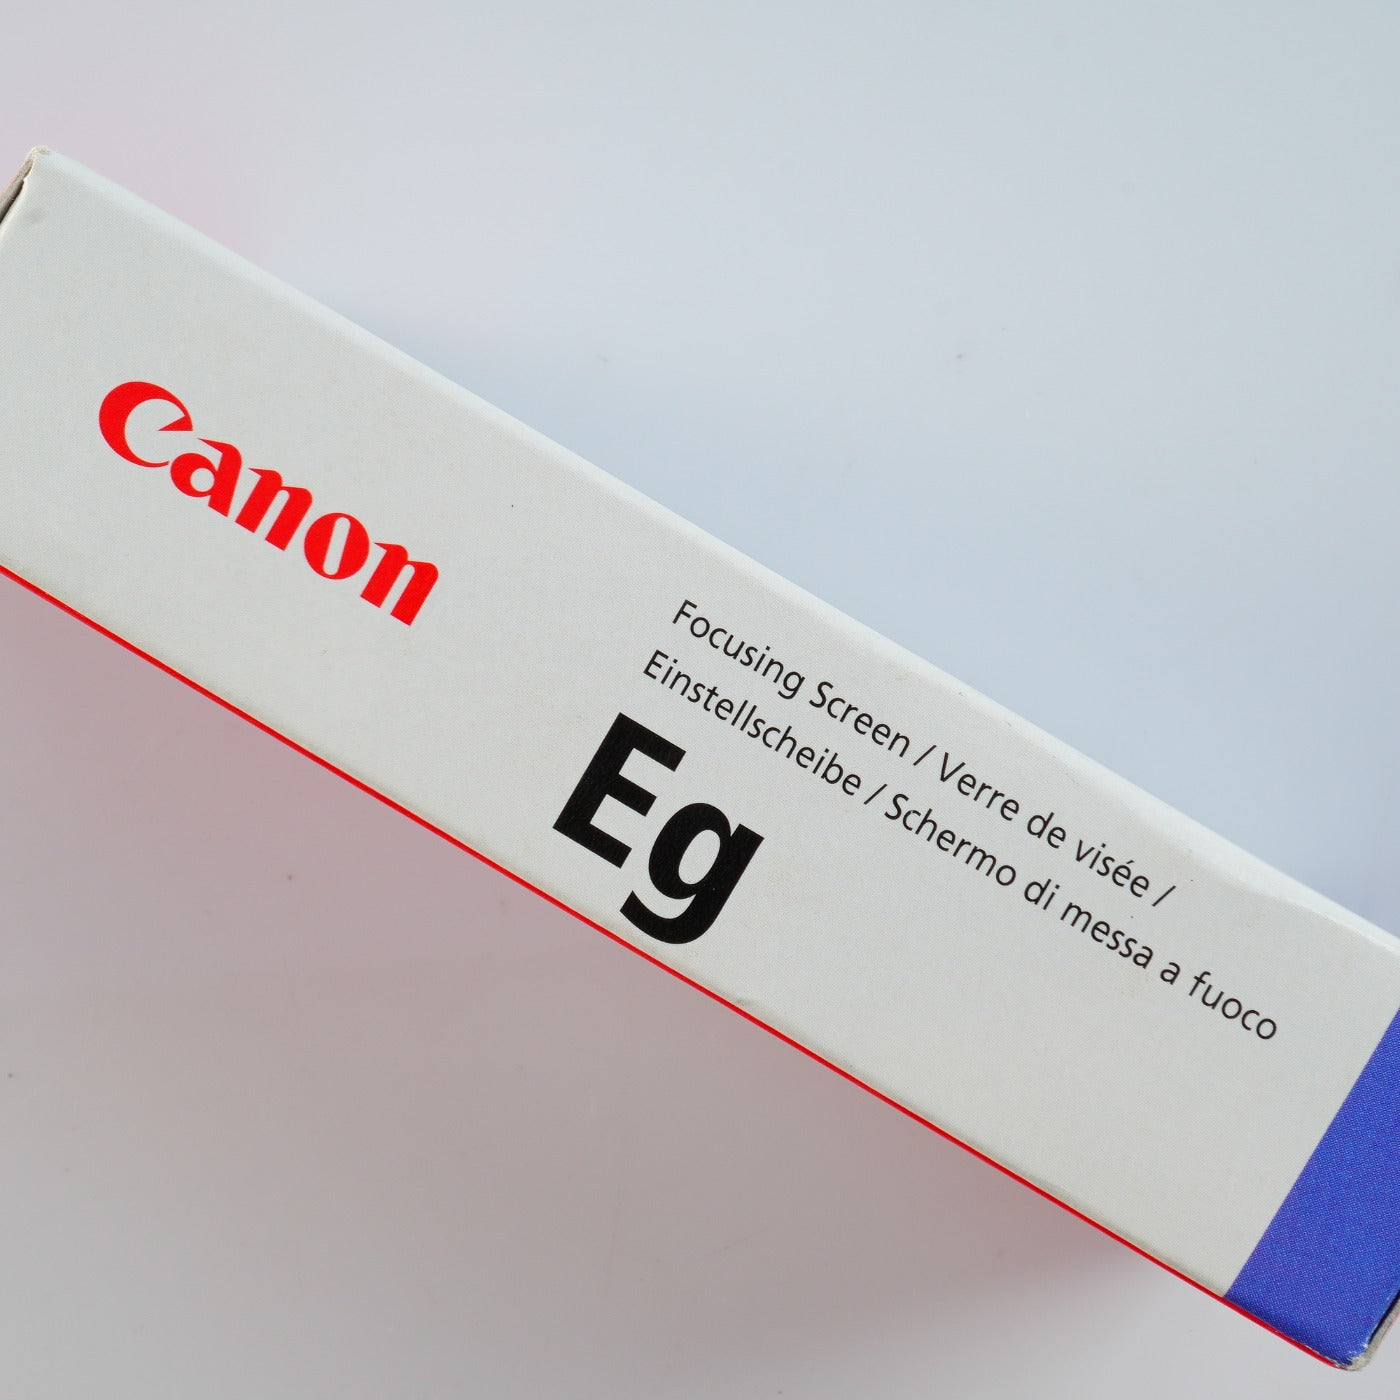 Canon
Focusing Screen / Verre de visée /
Einstellscheibe / Schermo di messa a fuoco
Eg